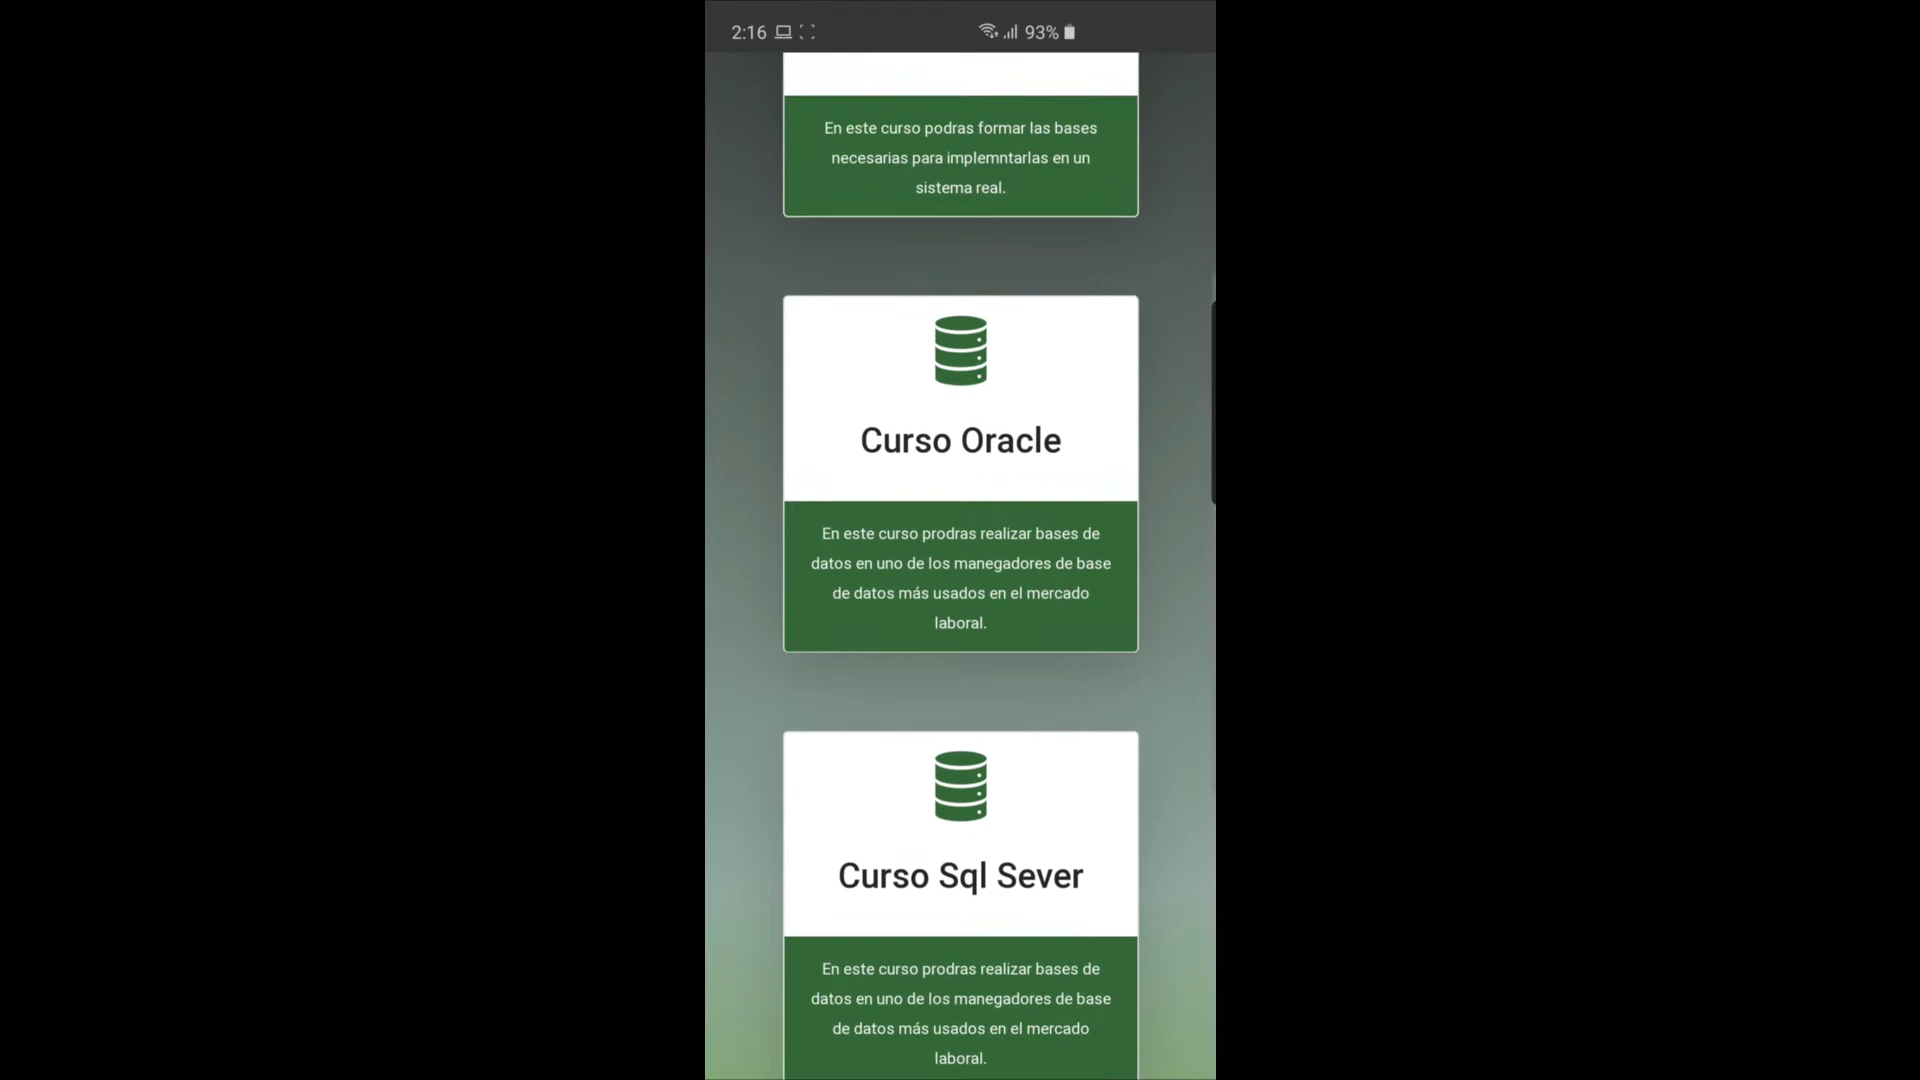 2:16 93%
En este curso podras formar las bases
necesarias para implemntarlas en un
sistema real.
Curso Oracle
En este curso prodras realizar bases de
datos en uno de los manegadores de base
de datos más usados en el mercado
laboral.
Curso Sql Sever
En este curso prodras realizar bases de
datos en uno de los manegadores de base
de datos más usados en el mercado
laboral.